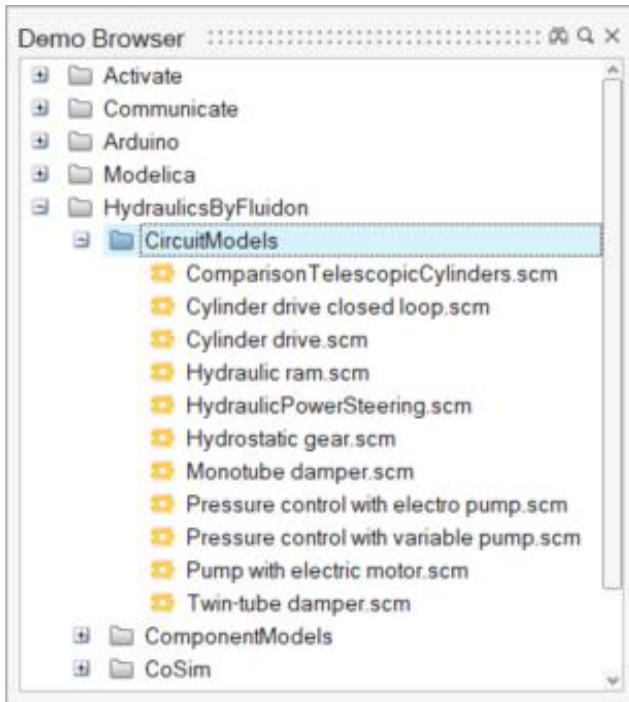 Demo Browser
Activate
Communicate
Arduino
Modelica
HydraulicsByFluidon
CircuitModels
ComparisonTelescopicCylinders.scm
Cylinder drive closed loop.scm
Cylinder drive.scm
Hydraulic ram.scm
HydraulicPowerSteering.scm
Hydrostatic gear.scm
Monotube damper.scm
Pressure control with electro pump.scm
Pressure control with variable pump.scm
Pump with electric motor.scm
Twin-tube damper.scm
ComponentModels
CoSim